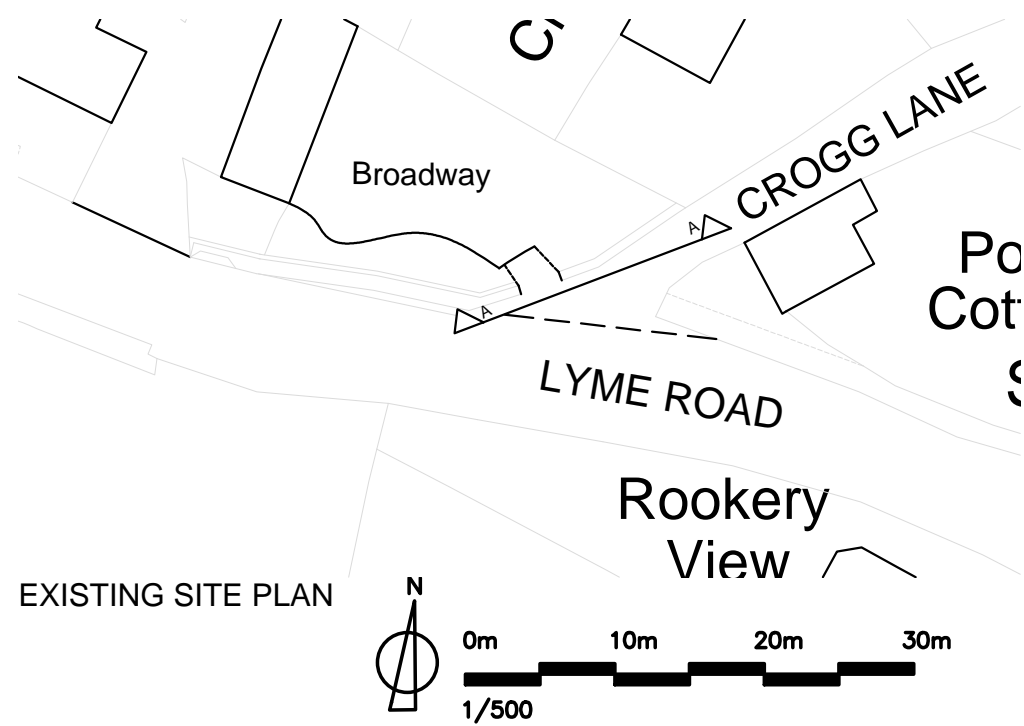 CROGG LANE
Broadway
A
A
LYME ROAD
Rookery
View
EXISTING SITE PLAN
N
0m 10m 20m 30m
1/500